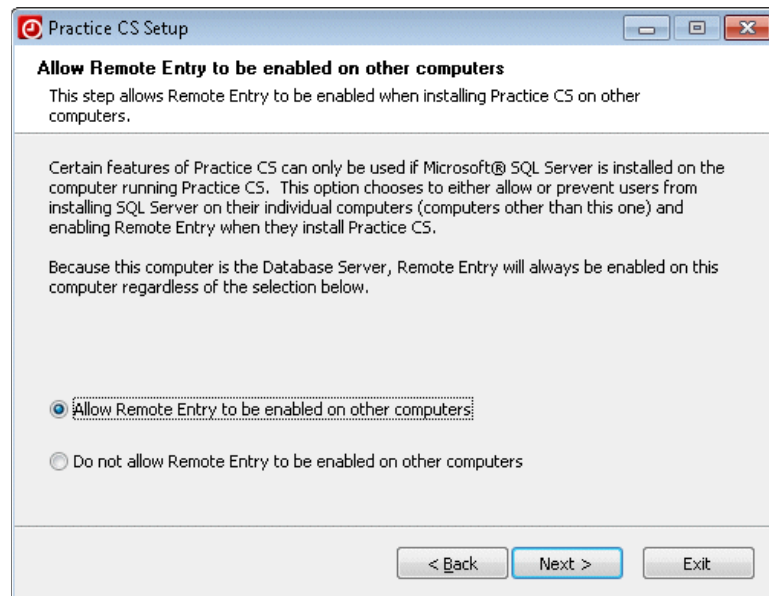 Practice CS Setup
Allow Remote Entry to be enabled on other computers
This step allows Remote Entry to be enabled when installing Practice CS on other
computers.
Certain features of Practice CS can only be used if Microsoft® SQL Server is installed on the
computer running Practice CS.  This option chooses to either allow or prevent users from
installing SQL Server on their individual computers (computers other than this one) and
enabling Remote Entry when they install Practice CS.
Because this computer is the Database Server, Remote Entry will always be enabled on this
computer regardless of the selection below.
Allow Remote Entry to be enabled on other computers
Do not allow Remote Entry to be enabled on other computers
< Back
Next >
Exit